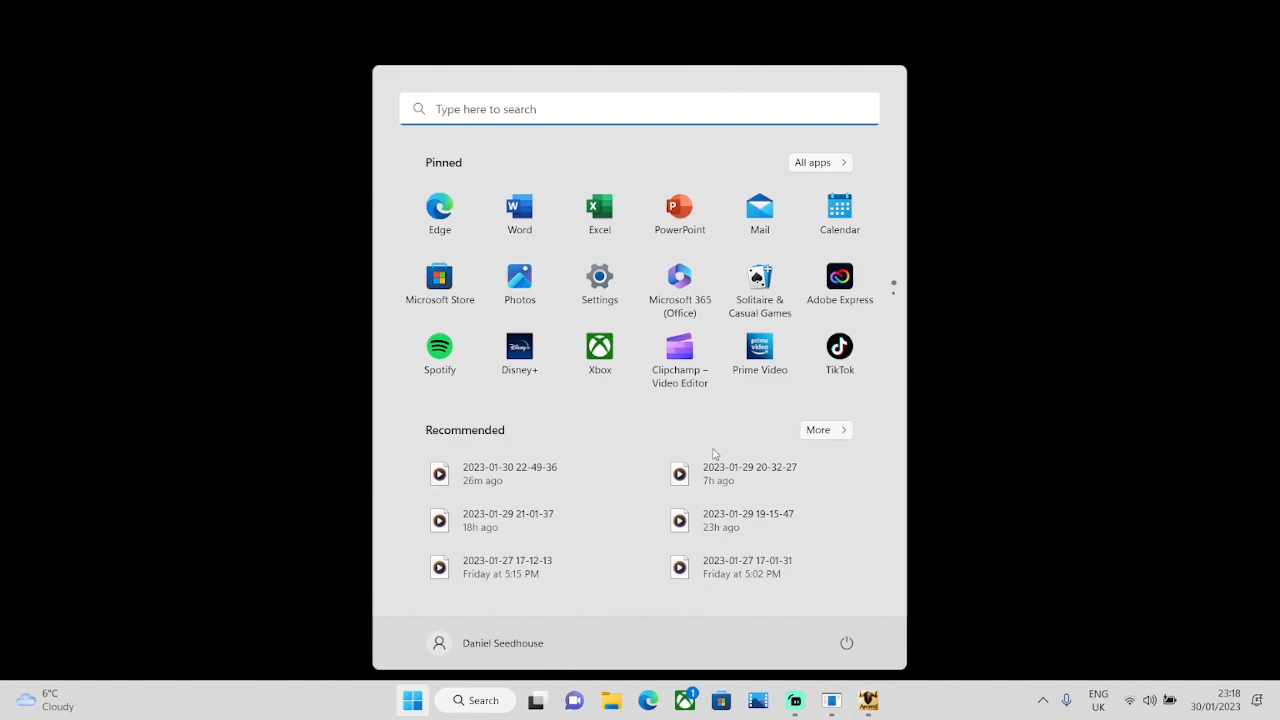 Type here to search
Pinned
All apps
Edge
Word
Excel
PowerPoint
Mail
Calendar
Microsoft Store
Photos
Settings
Microsoft 365
(Office)
Solitaire &
Casual Games
Adobe Express
Spotify
Disney+
Xbox
Clipchamp –
Video Editor
prime video
Prime Video
TikTok
Recommended
More
2023-01-30 22-49-36
26m ago
2023-01-29 20-32-27
7h ago
2023-01-29 21-01-37
18h ago
2023-01-29 19-15-47
23h ago
2023-01-27 17-12-13
Friday at 5:15 PM
2023-01-27 17-01-31
Friday at 5:02 PM
Daniel Seedhouse
6°C
Cloudy
Search
1
ENG
UK
23:18
30/01/2023